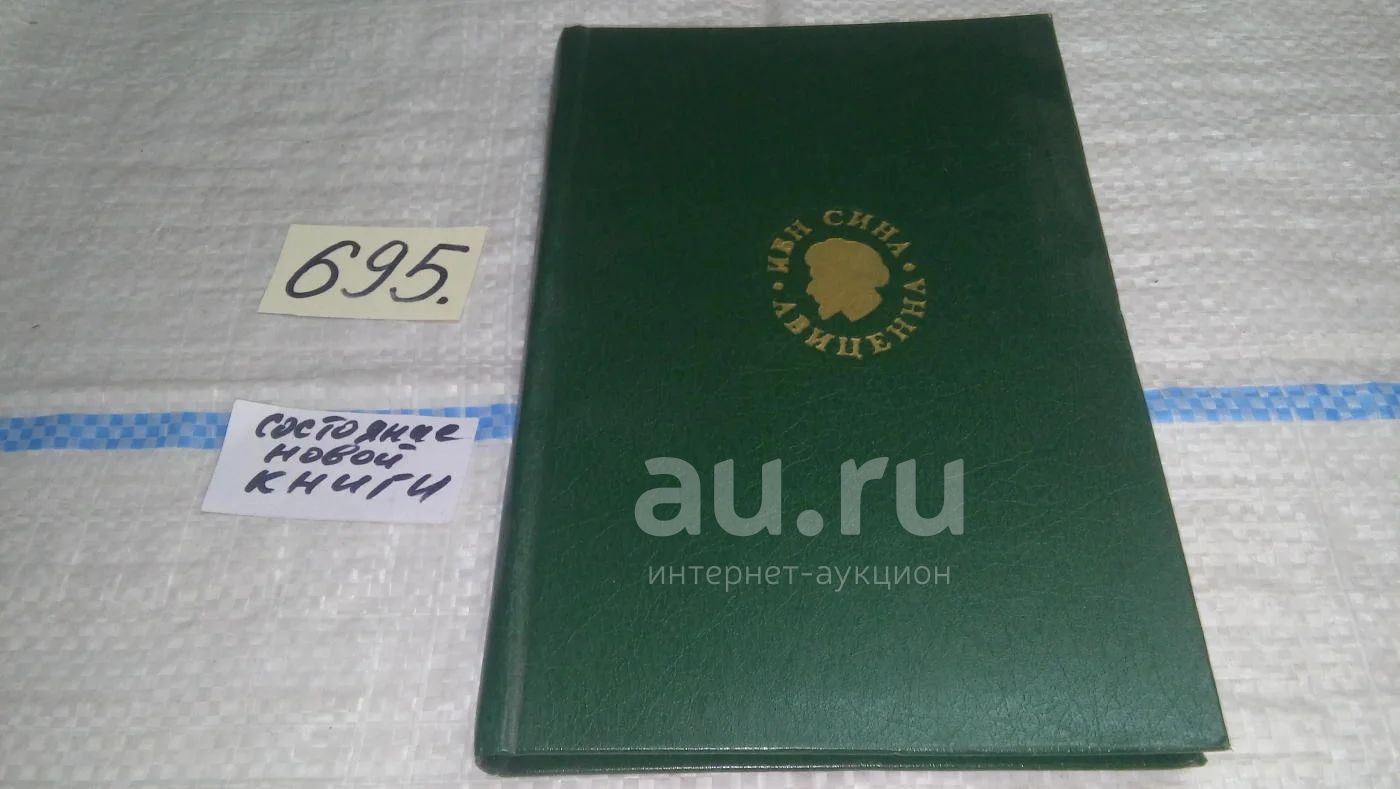 ИБН СИНА
АВИЦЕННА
695.
состояние
новой
книги
au.ru
интернет-аукцион